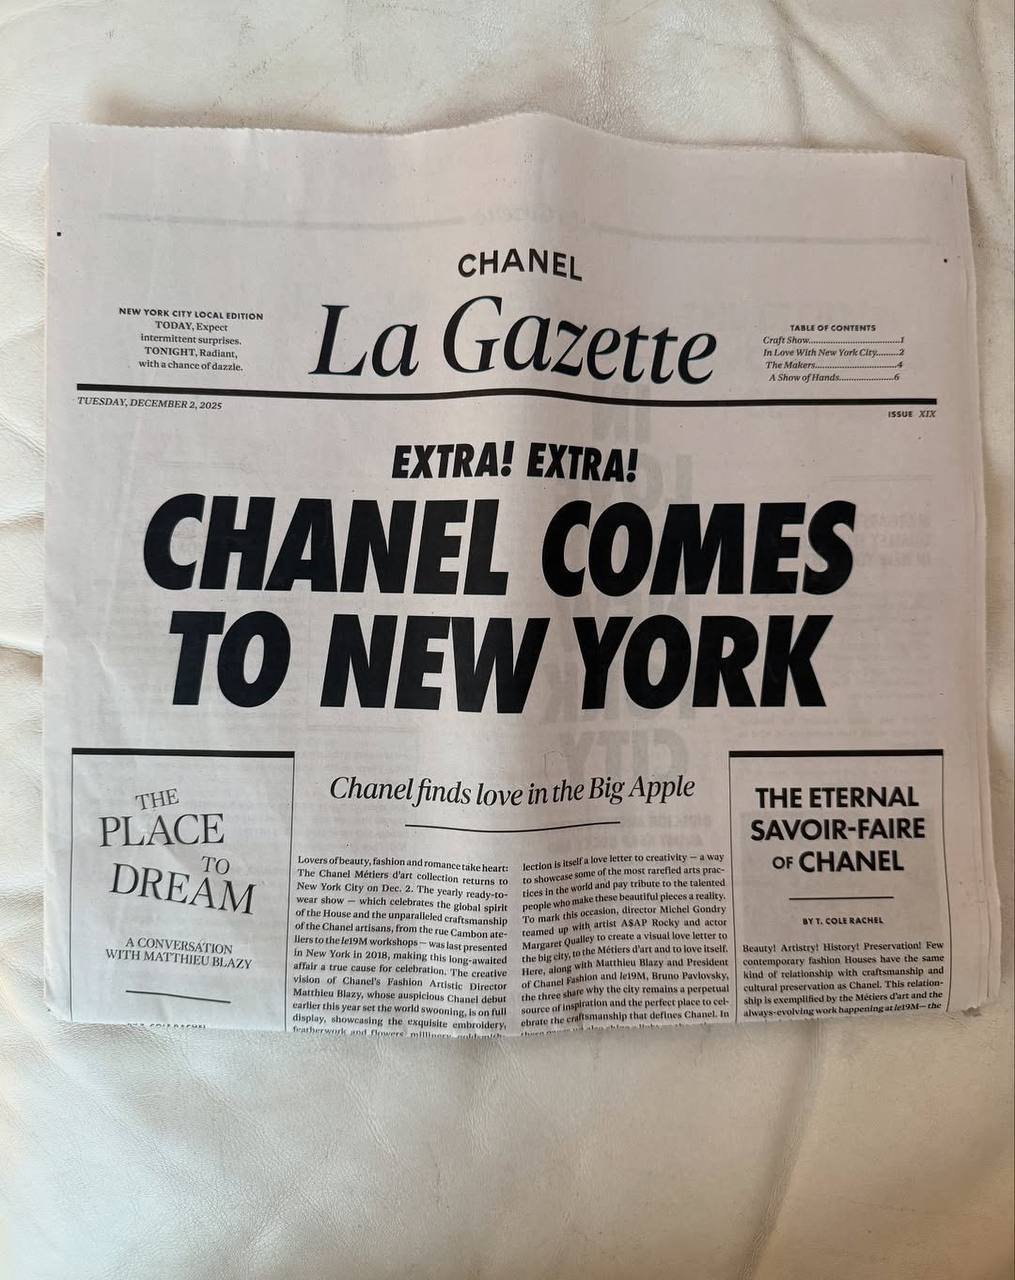 CHANEL
La Gazette
NEW YORK CITY LOCAL EDITION
TODAY, Expect
intermittent surprises.
TONIGHT, Radiant,
with a chance of dazzle.
TABLE OF CONTENTS
Craft Show................................1
In Love With New York City........2
The Makers.............................4
A Show of Hands.....................6
TUESDAY, DECEMBER 2, 2025
ISSUE XIX
EXTRA! EXTRA!
CHANEL COMES
TO NEW YORK
THE
PLACE
TO
DREAM
A CONVERSATION
WITH MATTHIEU BLAZY
Chanel finds love in the Big Apple
Lovers of beauty, fashion and romance take heart:
The Chanel Métiers d'art collection returns to
New York City on Dec. 2. The yearly ready-to-
wear show — which celebrates the global spirit
of the House and the unparalleled craftsmanship
of the Chanel artisans, from the rue Cambon ate-
liers to the le19M workshops — was last presented
in New York in 2018, making this long-awaited
affair a true cause for celebration. The creative
vision of Chanel's Fashion Artistic Director
Matthieu Blazy, whose auspicious Chanel debut
earlier this year set the world swooning, is on full
display, showcasing the exquisite embroidery,
featherwork and flowers, millinery, goldsmith-
lection is itself a love letter to creativity — a way
to showcase some of the most rarefied arts prac-
tices in the world and pay tribute to the talented
people who make these beautiful pieces a reality.
To mark this occasion, director Michel Gondry
teamed up with artist A$AP Rocky and actor
Margaret Qualley to create a visual love letter to
the big city, to the Métiers d'art and to love itself.
Here, along with Matthieu Blazy and President
of Chanel Fashion and le19M, Bruno Pavlovsky,
the three share why the city remains a perpetual
source of inspiration and the perfect place to cel-
ebrate the craftsmanship that defines Chanel. In
THE ETERNAL
SAVOIR-FAIRE
OF CHANEL
BY T. COLE RACHEL
Beauty! Artistry! History! Preservation! Few
contemporary fashion Houses have the same
kind of relationship with craftsmanship and
cultural preservation as Chanel. This relation-
ship is exemplified by the Métiers d'art and the
always-evolving work happening at le19M— the